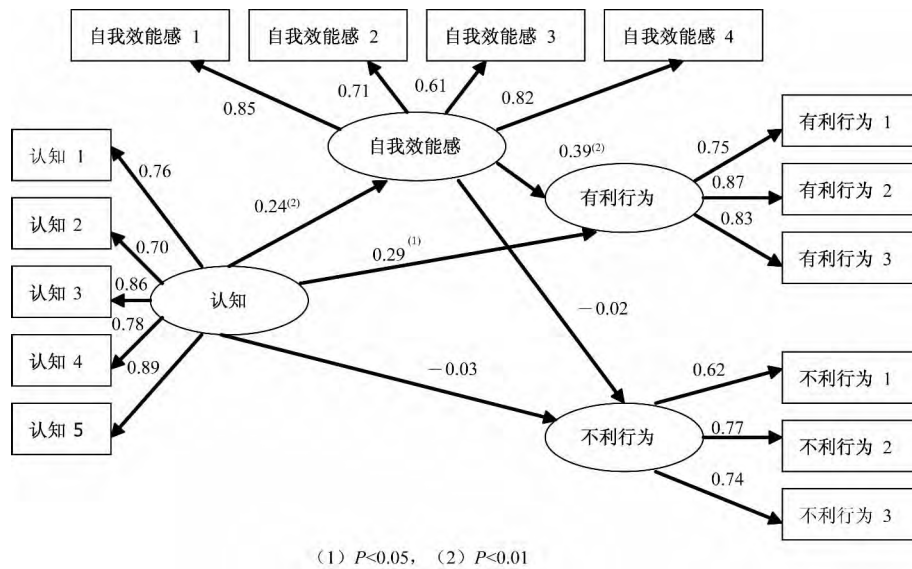 自我效能感 1
自我效能感 2
自我效能感 3
自我效能感 4
0.85
0.71
0.61
0.82
自我效能感
有利行为 1
认知 1
0.76
0.39(2)
0.75
有利行为 2
认知 2
0.24(2)
有利行为
0.87
0.70
0.29(1)
0.83
有利行为 3
认知 3
0.86
认知
0.78
-0.02
认知 4
0.89
-0.03
0.62
不利行为 1
认知 5
不利行为
0.77
不利行为 2
0.74
不利行为 3
(1) P<0.05, (2) P<0.01